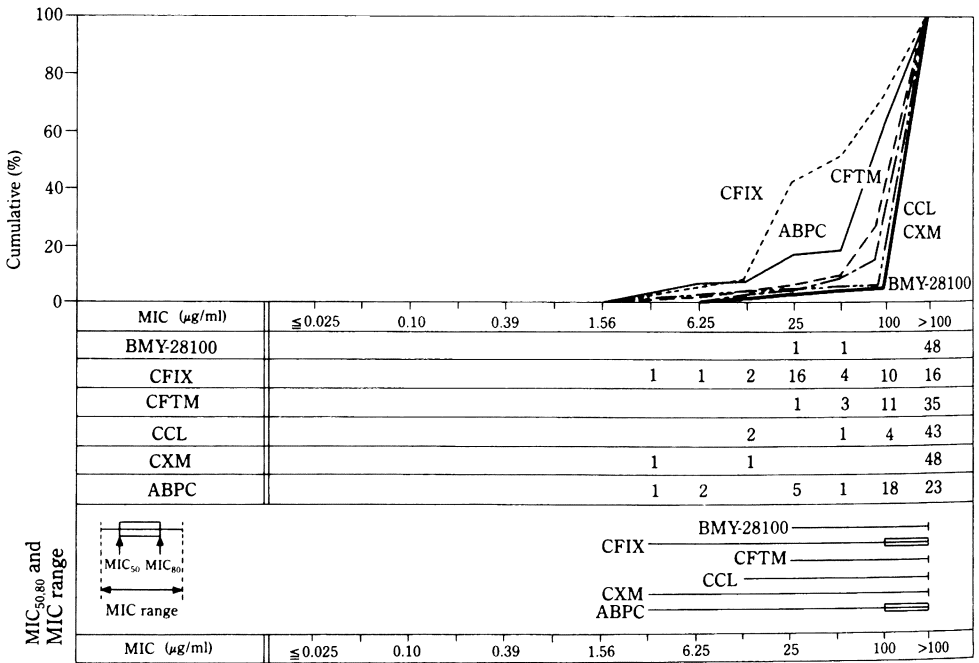 Cumulative (%)
100
80
60
40
20
0
CFIX
CFTM
ABPC
CCL
CXM
BMY-28100
MIC (μg/ml) ≦0.025 0.10 0.39 1.56 6.25 25 100 >100
BMY-28100 1 1 48
CFIX 1 1 2 16 4 10 16
CFTM 1 3 11 35
CCL 2 1 4 43
CXM 1 1 48
ABPC 1 2 5 1 18 23
MIC50,80 and
MIC range
MIC50 MIC80
MIC range
BMY-28100
CFIX
CFTM
CCL
CXM
ABPC
MIC (μg/ml) ≦0.025 0.10 0.39 1.56 6.25 25 100 >100